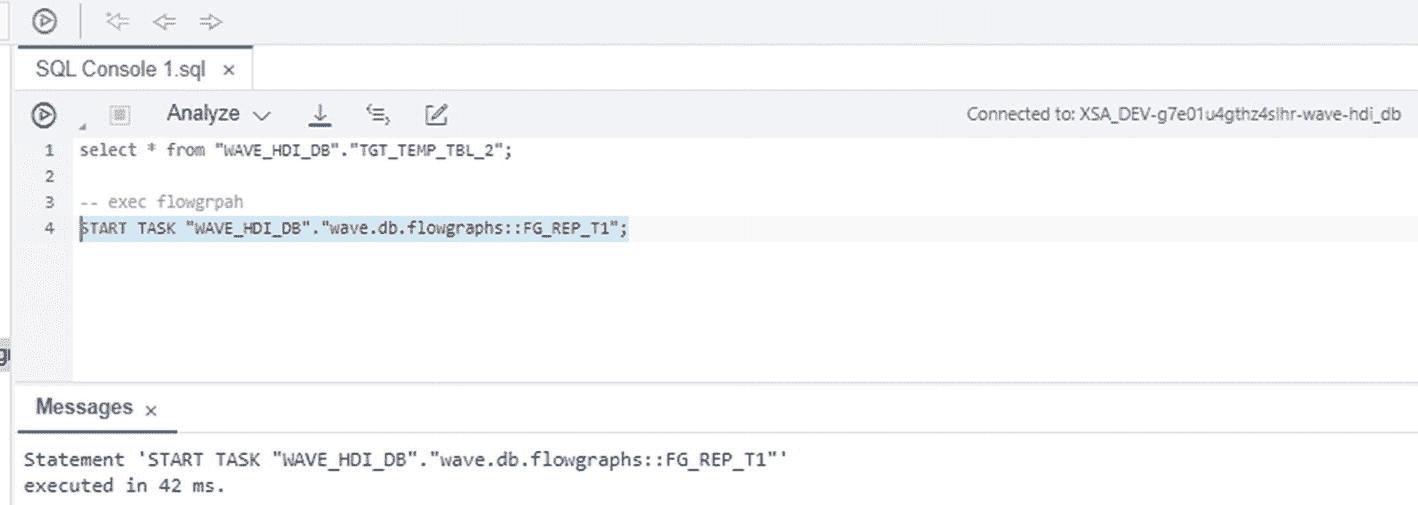 SQL Console 1.sql ×
Analyze
Connected to: XSA_DEV-g7e01u4gthz4slhr-wave-hdi_db
1 select * from "WAVE_HDI_DB"."TGT_TEMP_TBL_2";
2
3 -- exec flowgrpah
4 START TASK "WAVE_HDI_DB"."wave.db.flowgraphs::FG_REP_T1";
Messages ×
Statement 'START TASK "WAVE_HDI_DB"."wave.db.flowgraphs::FG_REP_T1"'
executed in 42 ms.